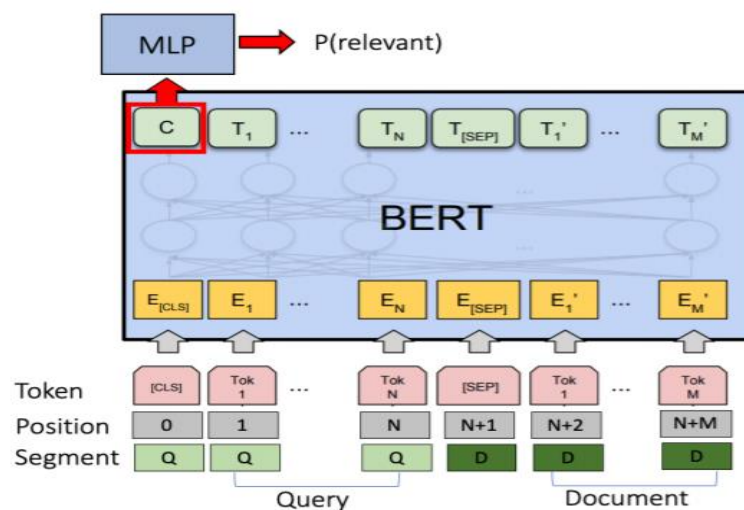 MLP P(relevant)
C T1 ... TN T[SEP] T1' ... TM'
...
BERT
...
E[CLS] E1 ... EN E[SEP] E1' ... EM'
Token [CLS] Tok 1 ... Tok N [SEP] Tok 1 ... Tok M
Position 0 1 N N+1 N+2 N+M
Segment Q Q Q D D D
Query Document